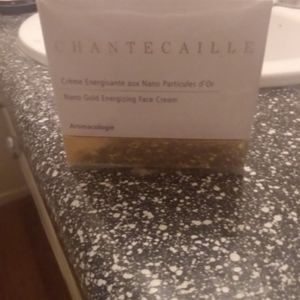 CHANTECAILLE
Crème Energisante aux Nano Particules d'Or
Nano Gold Energizing Face Cream
Aromacologie